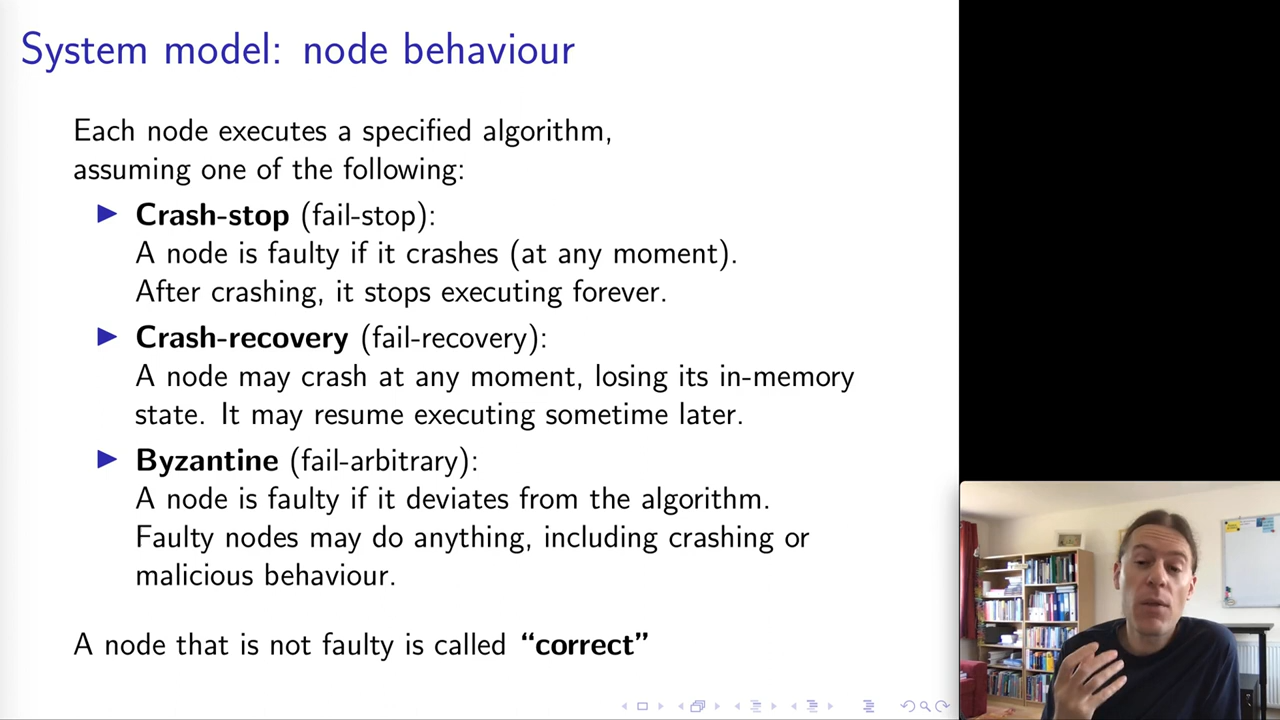 System model: node behaviour
Each node executes a specified algorithm,
assuming one of the following:
▶ Crash-stop (fail-stop):
A node is faulty if it crashes (at any moment).
After crashing, it stops executing forever.
▶ Crash-recovery (fail-recovery):
A node may crash at any moment, losing its in-memory
state. It may resume executing sometime later.
▶ Byzantine (fail-arbitrary):
A node is faulty if it deviates from the algorithm.
Faulty nodes may do anything, including crashing or
malicious behaviour.
A node that is not faulty is called “correct”